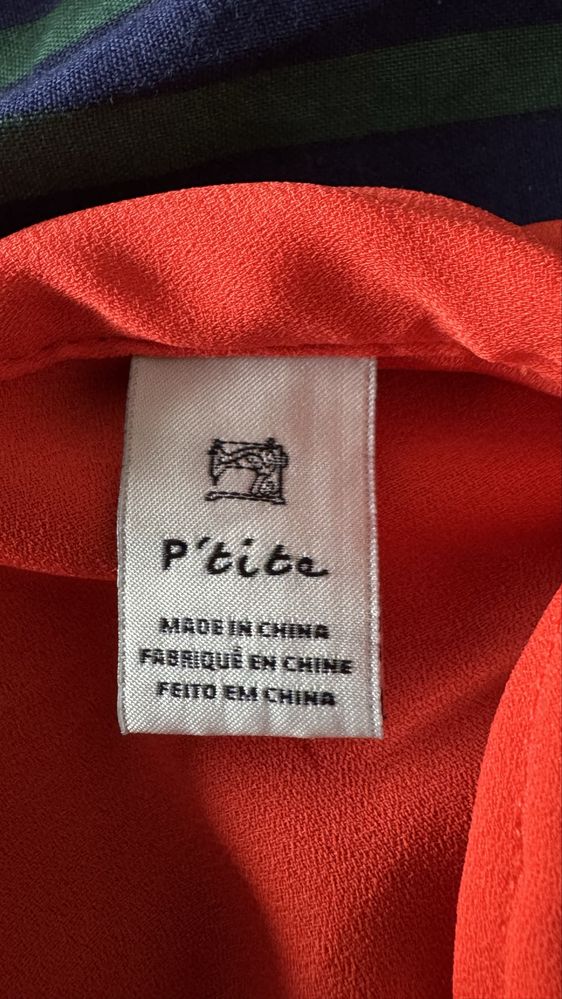 P'tite
MADE IN CHINA
FABRIQUÉ EN CHINE
FEITO EM CHINA